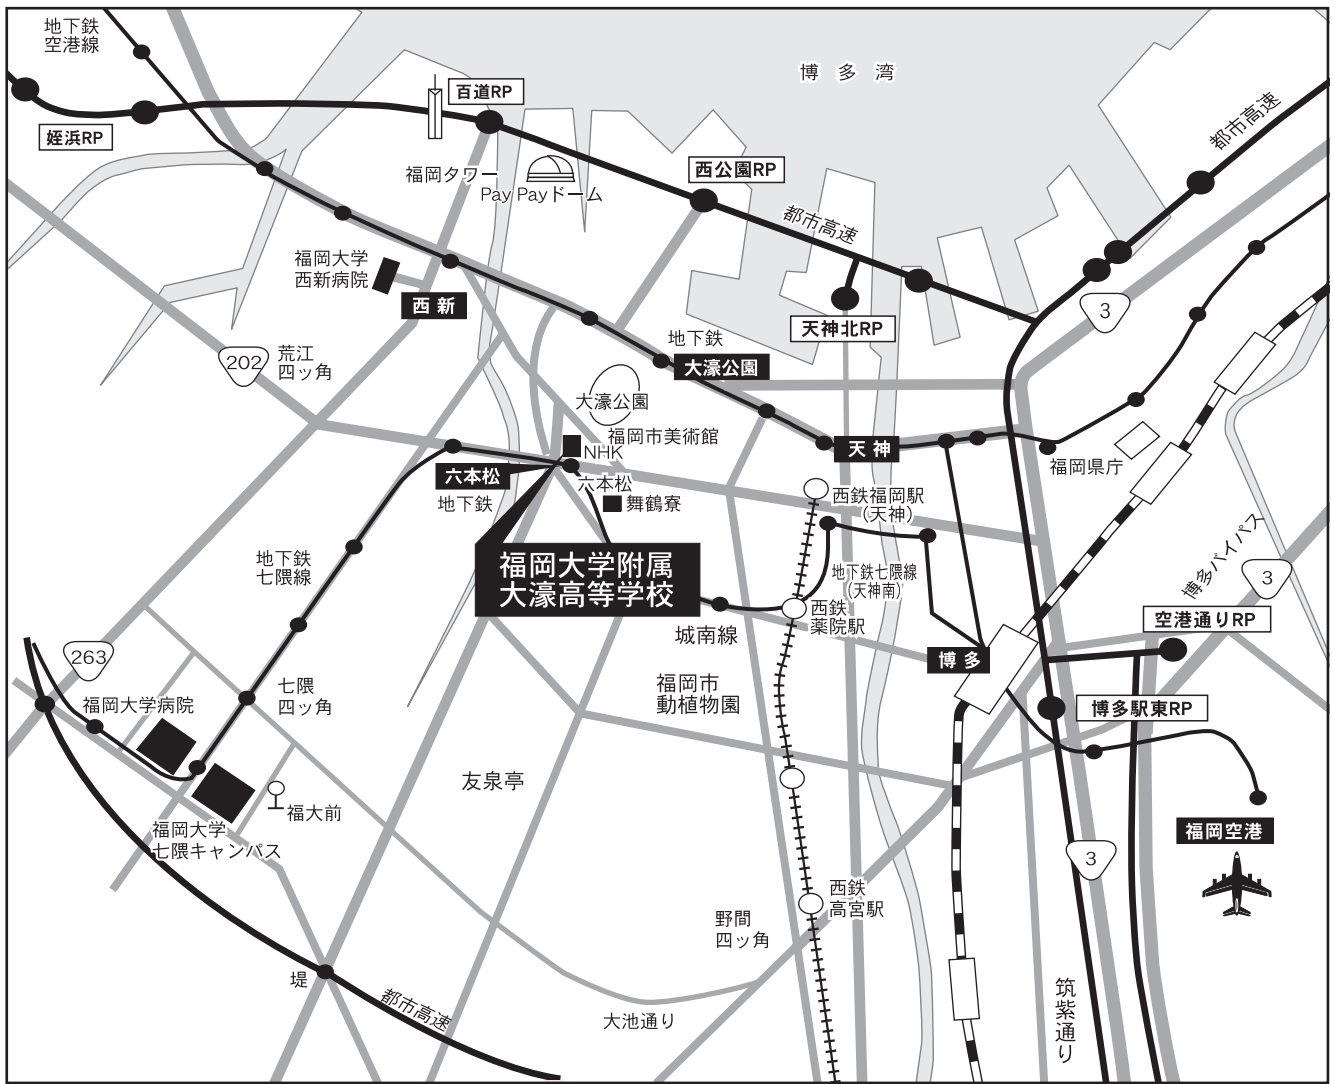 地下鉄
空港線
博多湾
百道RP
姪浜RP
都市高速
福岡タワー
Pay Payドーム
西公園RP
都市高速
福岡大学
西新病院
西新
天神北RP
3
地下鉄
大濠公園
202
荒江
四ッ角
大濠公園
福岡市美術館
NHK
天神
福岡県庁
六本松
地下鉄
六本松
舞鶴寮
西鉄福岡駅
(天神)
博多バイパス
3
地下鉄
七隈線
福岡大学附属
大濠高等学校
地下鉄七隈線
(天神南)
西鉄
薬院駅
城南線
空港通りRP
博多
263
福岡大学病院
七隈
四ッ角
福岡市
動植物園
博多駅東RP
友泉亭
福大前
福岡大学
七隈キャンパス
福岡空港
3
西鉄
高宮駅
野間
四ッ角
堤
都市高速
大池通り
筑紫通り